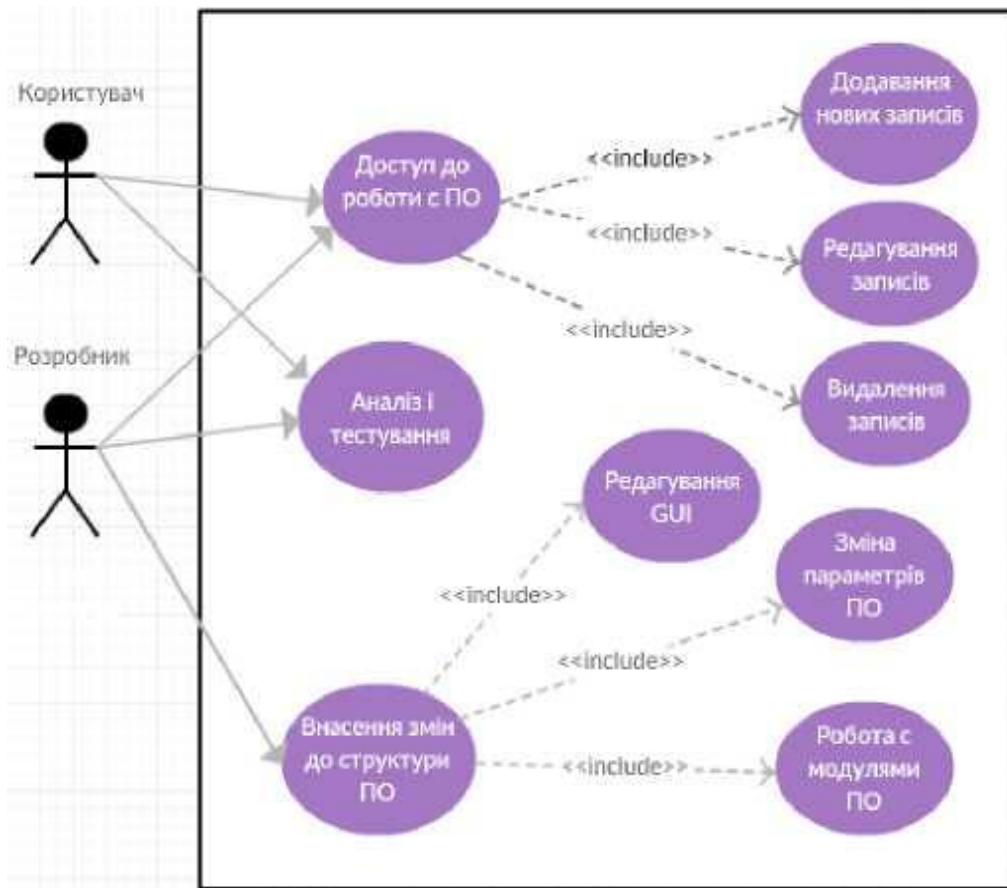 Користувач
Розробник
Доступ до
роботи с ПО
Аналіз і
тестування
Внасення змін
до структури
ПО
<<include>>
<<include>>
<<include>>
Додавання
нових записів
Редагування
записів
Видалення
записів
<<include>>
<<include>>
<<include>>
Редагування
GUI
Зміна
параметрів
ПО
Робота с
модулями
ПО